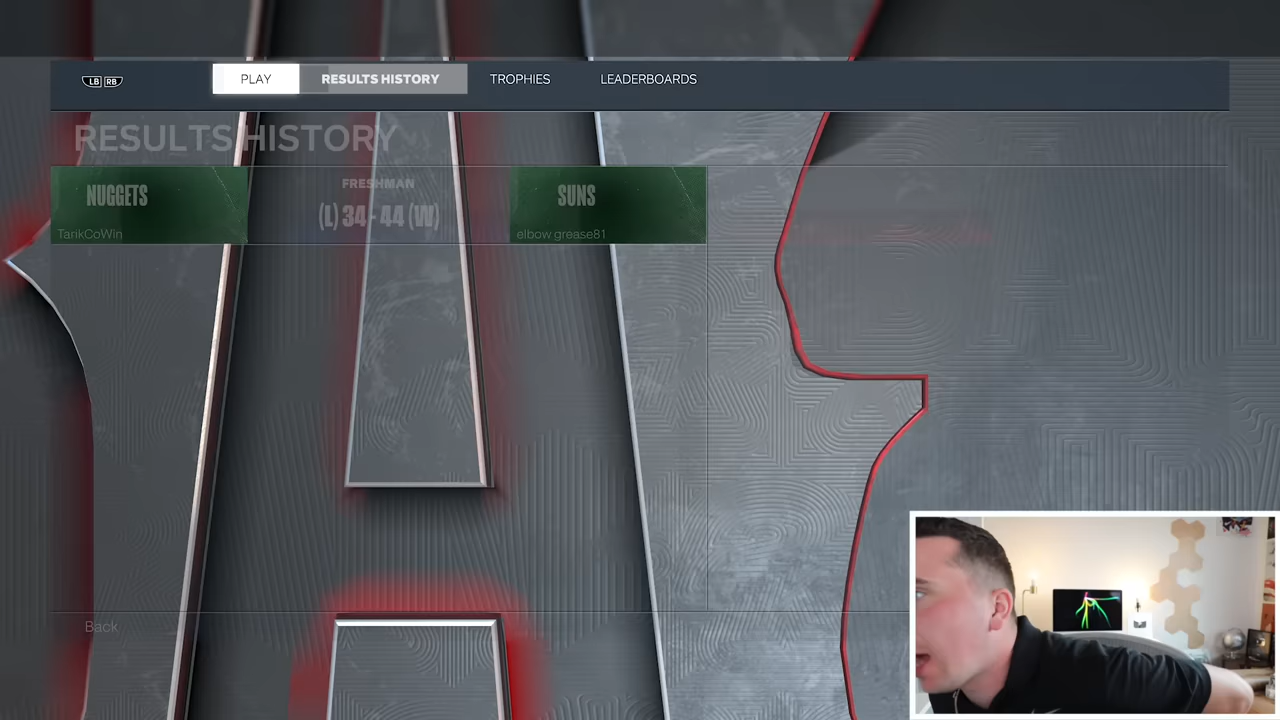 LB RB PLAY RESULTS HISTORY TROPHIES LEADERBOARDS
RESULTS HISTORY
NUGGETS FRESHMAN SUNS
(L) 34 - 44 (W)
TankCoWin elbow grease81
Back